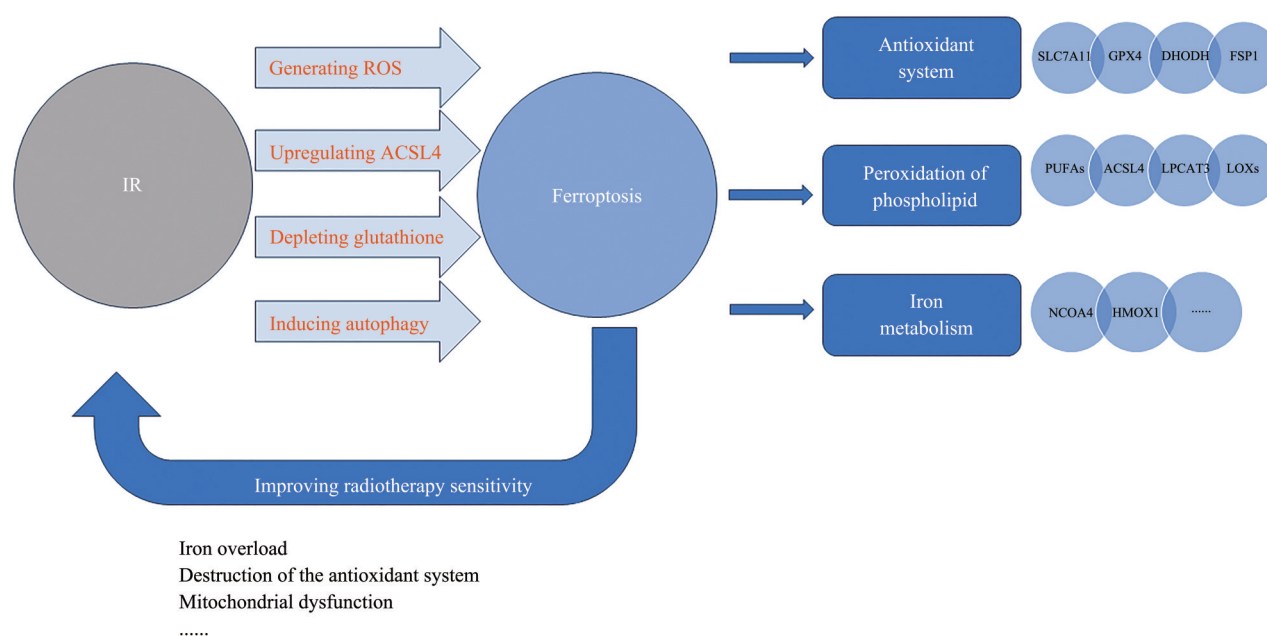 IR
Generating ROS
Upregulating ACSL4
Depleting glutathione
Inducing autophagy
Ferroptosis
Antioxidant
system
SLC7A11
GPX4
DHODH
FSP1
Peroxidation of
phospholipid
PUFAs
ACSL4
LPCAT3
LOXs
Iron
metabolism
NCOA4
HMOX1
......
Improving radiotherapy sensitivity
Iron overload
Destruction of the antioxidant system
Mitochondrial dysfunction
......